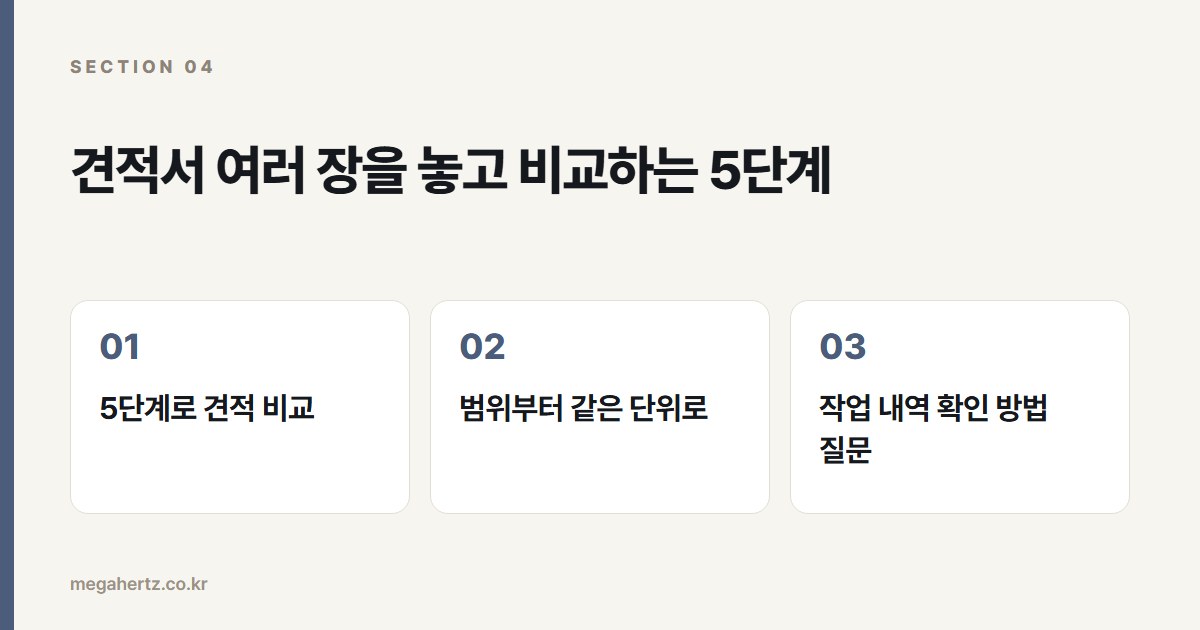 SECTION 04
견적서 여러 장을 놓고 비교하는 5단계
01
5단계로 견적 비교
02
범위부터 같은 단위로
03
작업 내역 확인 방법
질문
megahertz.co.kr